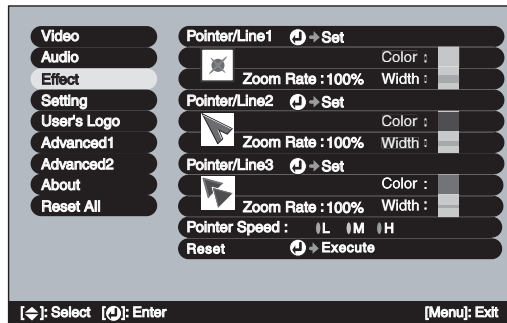 Video
Audio
Effect
Setting
User's Logo
Advanced1
Advanced2
About
Reset All
Pointer/Line1 Set
Color :
Zoom Rate :100% Width :
Pointer/Line2 Set
Color :
Zoom Rate :100% Width :
Pointer/Line3 Set
Color :
Zoom Rate :100% Width :
Pointer Speed : L M H
Reset Execute
[ ]: Select [ ]: Enter [Menu]: Exit